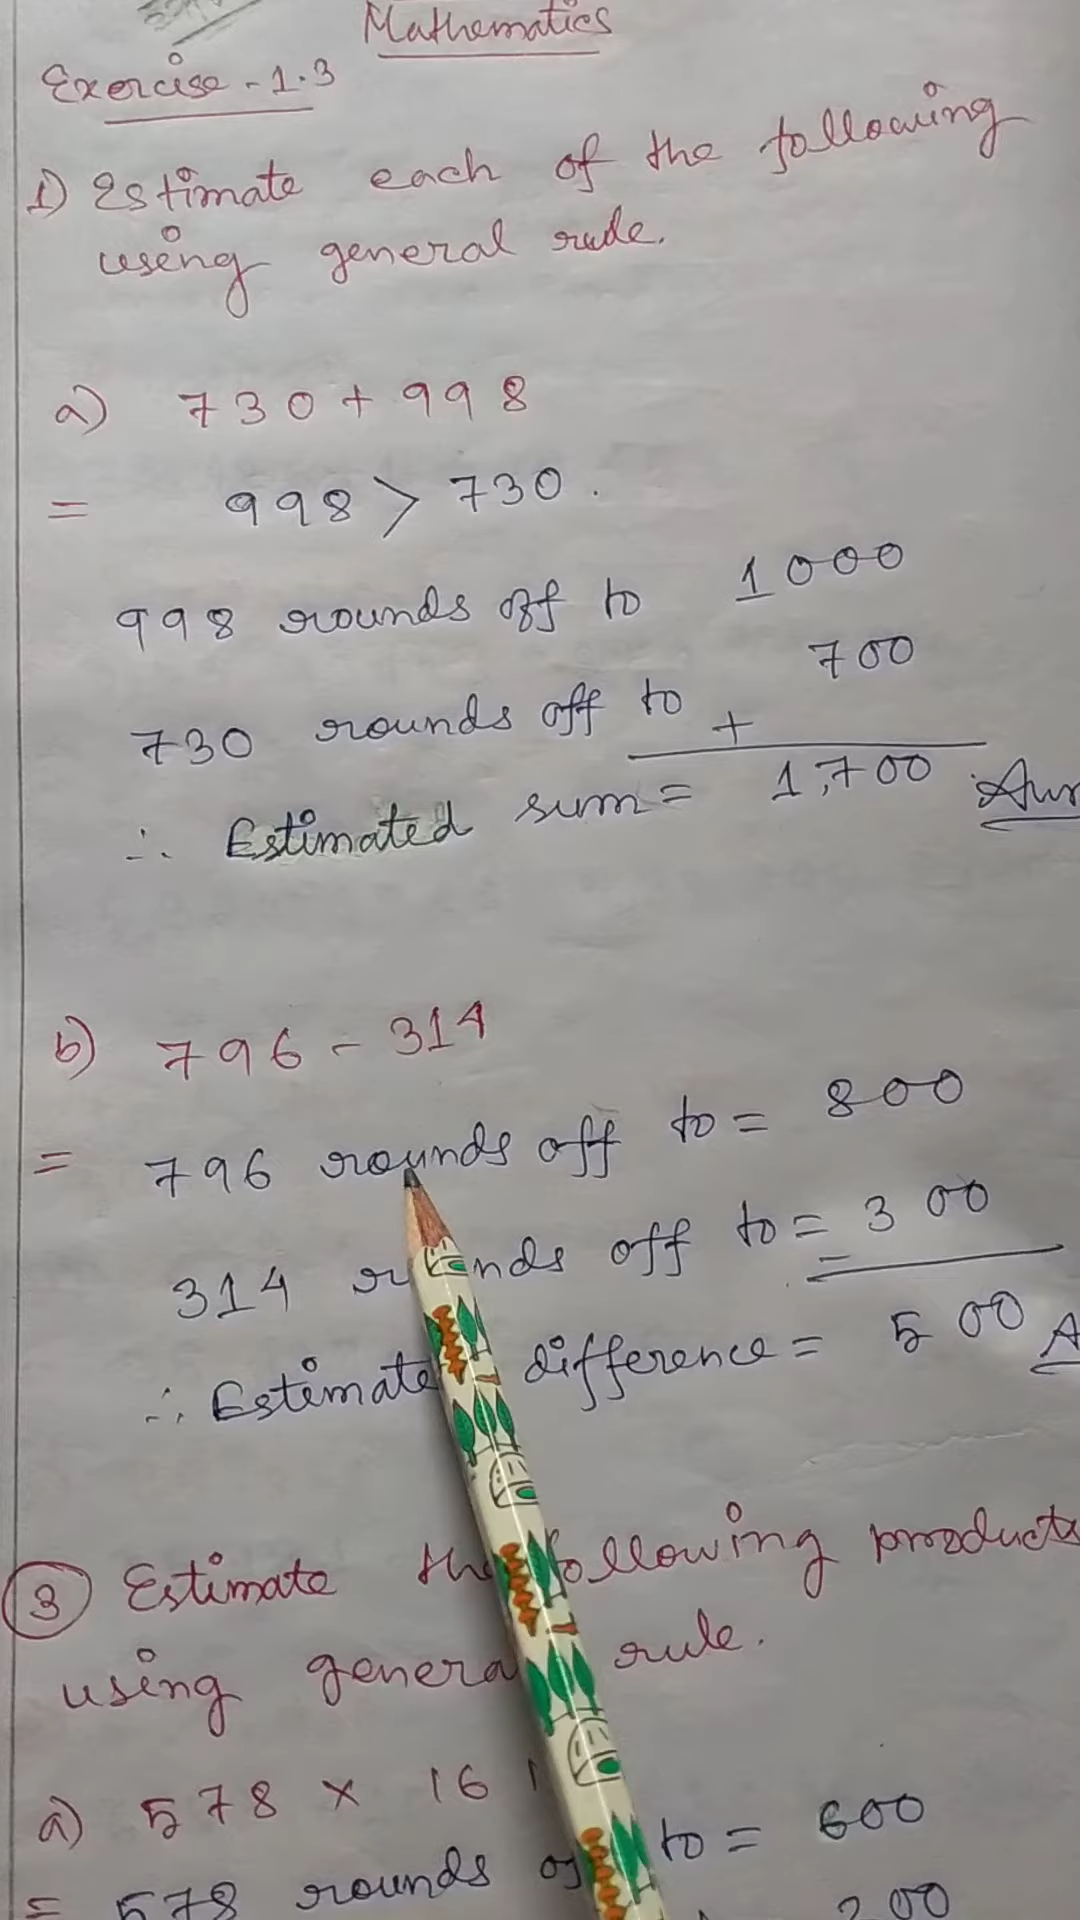 Mathematics
Exercise - 1.3
1) Estimate each of the following
using general rule.
a) 730 + 998
= 998 > 730.
998 rounds off to 1000
730 rounds off to + 700
∴ Estimated sum = 1,700 Ans
b) 796 - 314
= 796 rounds off to = 800
314 rounds off to = - 300
∴ Estimate difference = 500 A
3 Estimate the following products
using general rule.
a) 578 × 161
= 578 rounds off to = 600
200